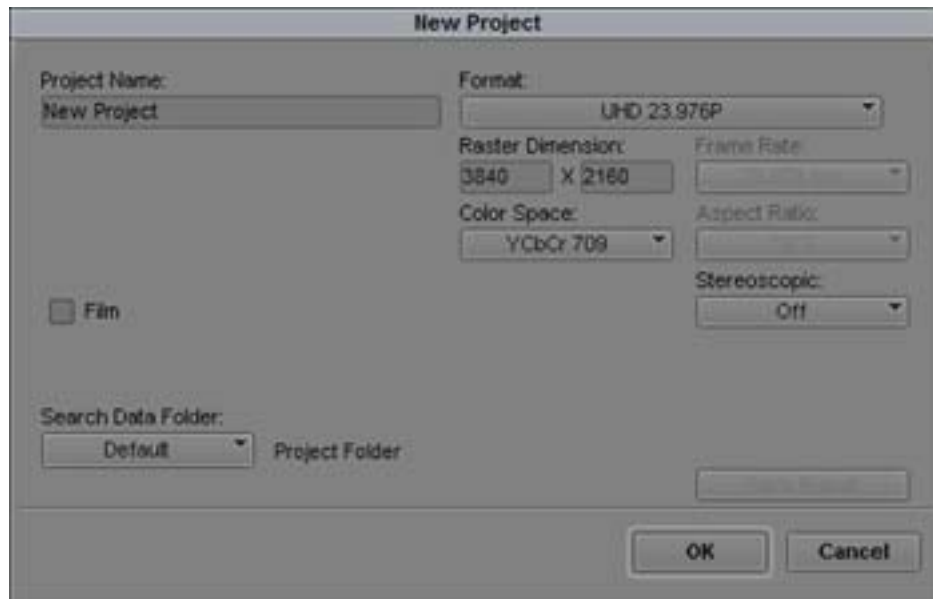 New Project
Project Name:
New Project
Format:
UHD 23.976P
Raster Dimension:
3840 X 2160
Frame Rate:
Color Space:
YCbCr 709
Aspect Ratio:
Stereoscopic:
Off
Film
Search Data Folder:
Default
Project Folder
OK
Cancel